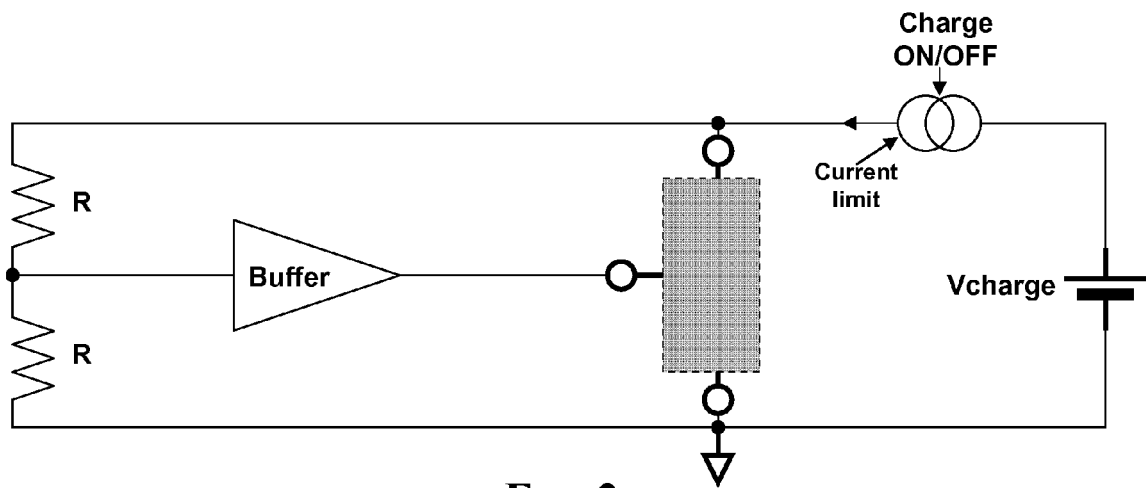 Charge
ON/OFF
R
Current
limit
Buffer
Vcharge
R